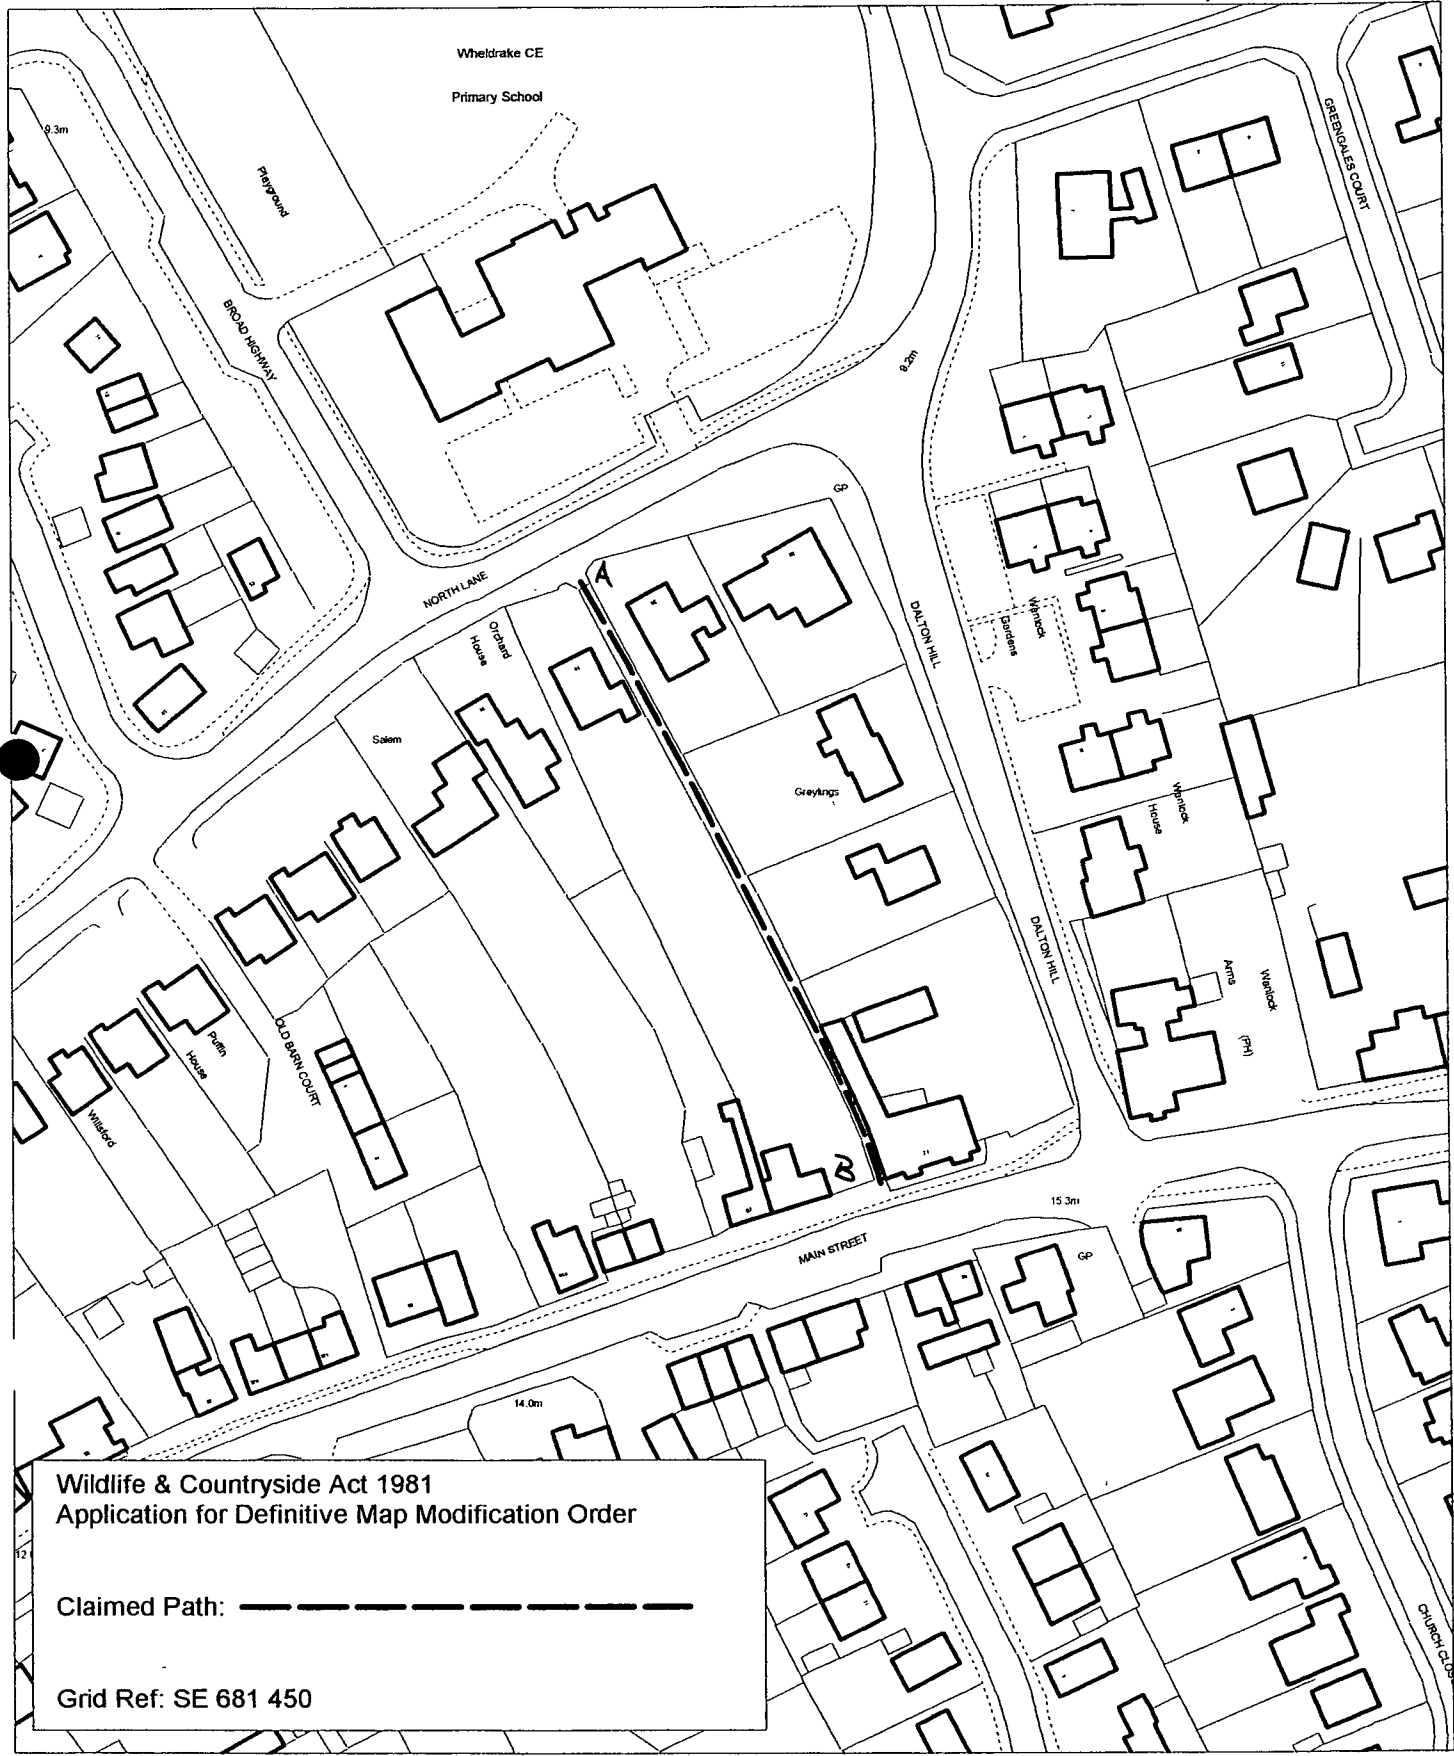 Wheldrake CE
Primary School
9.3m
Playground
GREENGALES COURT
BROAD HIGHWAY
GP
NORTH LANE
A
Orchard
House
DALTON HILL
Wenlock
Gardens
Salem
Greylings
Wenlock
House
DALTON HILL
Wenlock
Arms
(PH)
Puffin
House
OLD BARN COURT
Willsford
B
15.3m
MAIN STREET
GP
14.0m
Wildlife & Countryside Act 1981
Application for Definitive Map Modification Order
Claimed Path:
Grid Ref: SE 681 450